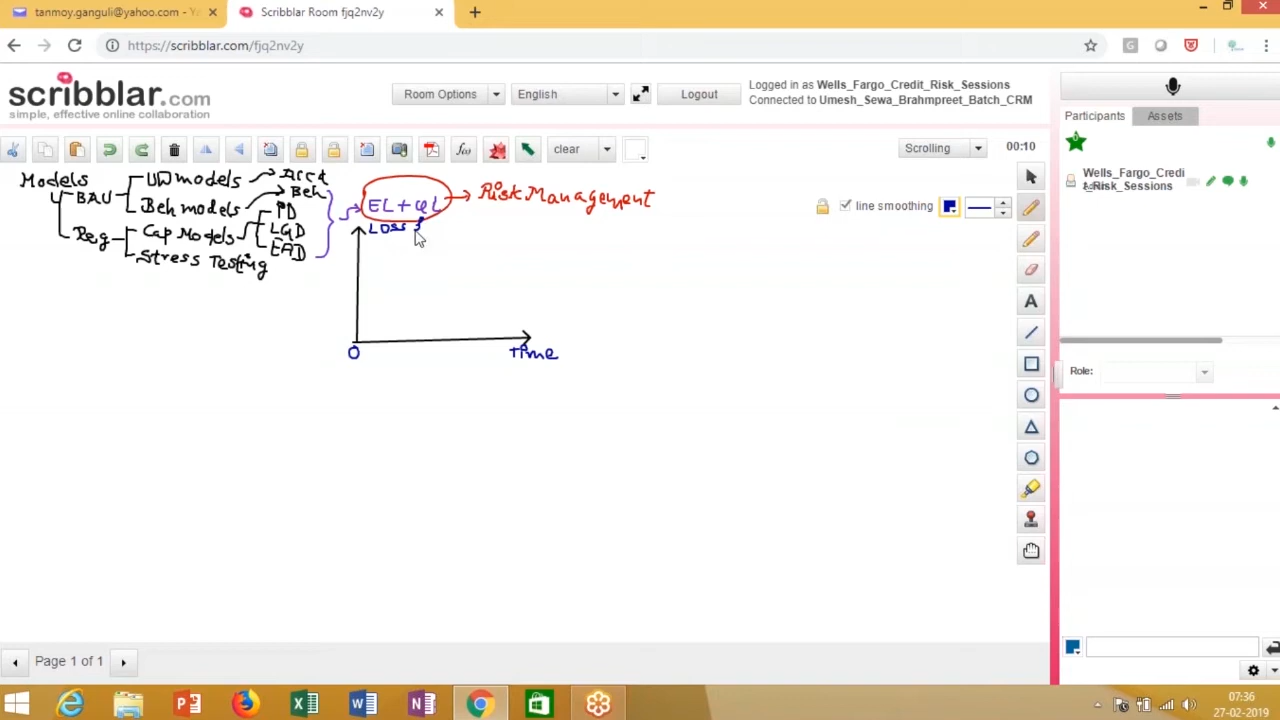 tanmoy.ganguli@yahoo.com - Y
Scribblar Room fjq2nv2y
https://scribblar.com/fjq2nv2y
scribblar.com
simple, effective online collaboration
Room Options
English
Logout
Logged in as Wells_Fargo_Credit_Risk_Sessions
Connected to Umesh_Sewa_Brahmpreet_Batch_CRM
Participants
Assets
clear
Scrolling
00:10
Wells_Fargo_Credi
t_Risk_Sessions
line smoothing
Models
BAU
UW models
Beh
Beh models
EL +
Risk Management
PD
Reg
Cap Models
LGD
EAD
Stress Testing
Loss
0
Time
Role:
Page 1 of 1
07:36
27-02-2019